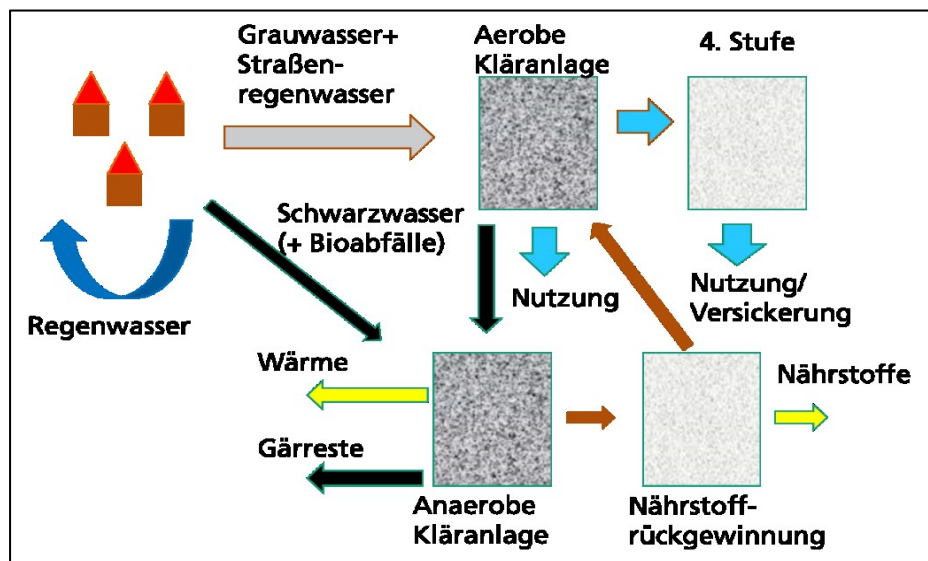 Grauwasser+
Straßen-
regenwasser
Aerobe
Kläranlage
4. Stufe
Schwarzwasser
(+ Bioabfälle)
Regenwasser
Nutzung
Nutzung/
Versickerung
Wärme
Gärreste
Anaerobe
Kläranlage
Nährstoffe
Nährstoff-
rückgewinnung